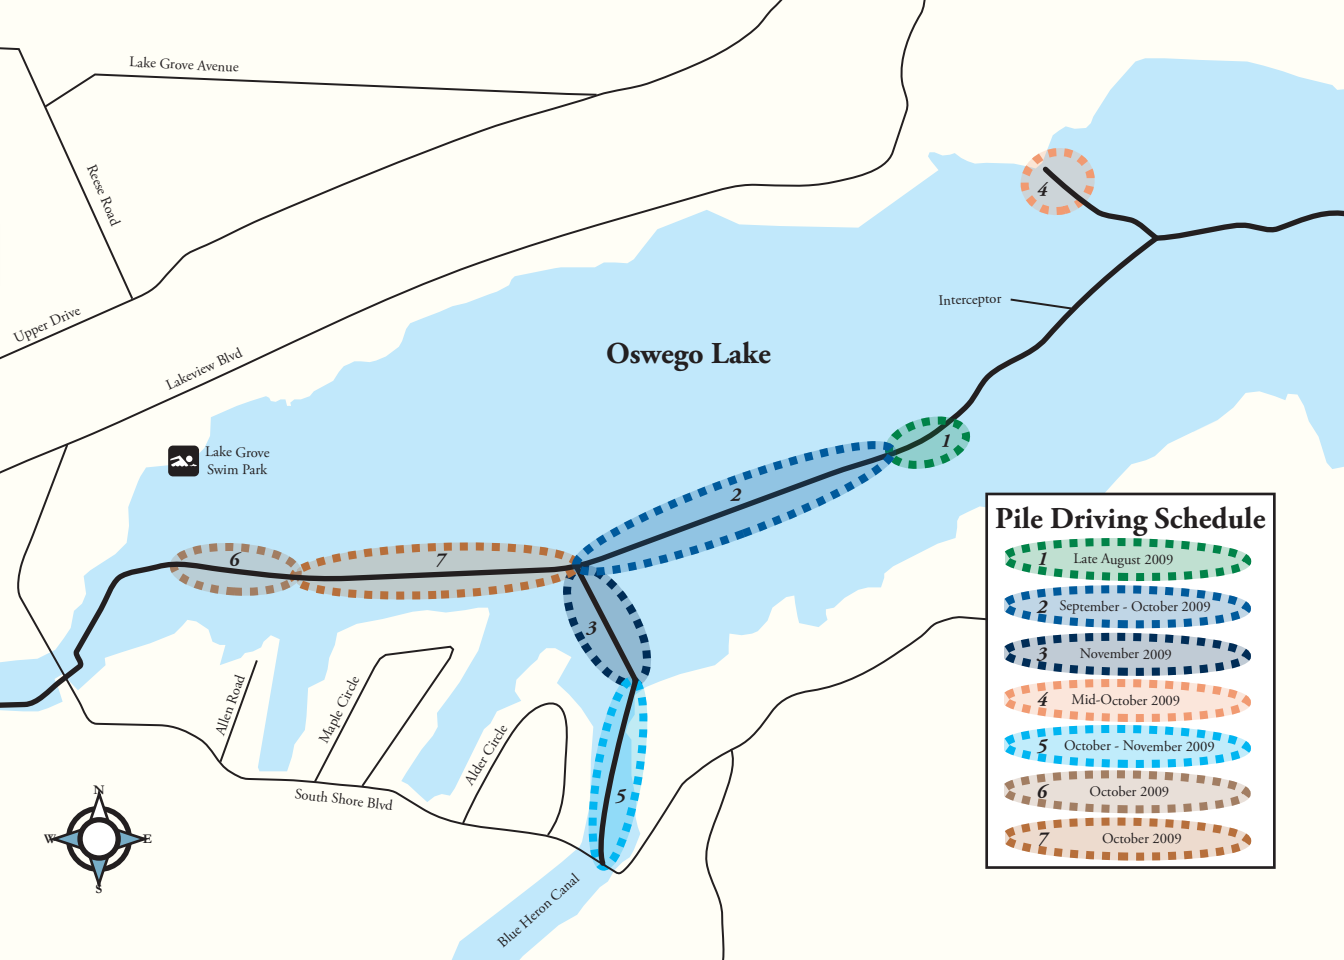 Lake Grove Avenue
Reese Road
Upper Drive
Lakeview Blvd
4
Interceptor
Oswego Lake
Lake Grove
Swim Park
1
2
6
7
3
5
Allen Road
Maple Circle
Alder Circle
South Shore Blvd
Blue Heron Canal
N
W
E
S
Pile Driving Schedule
1 Late August 2009
2 September - October 2009
3 November 2009
4 Mid-October 2009
5 October - November 2009
6 October 2009
7 October 2009